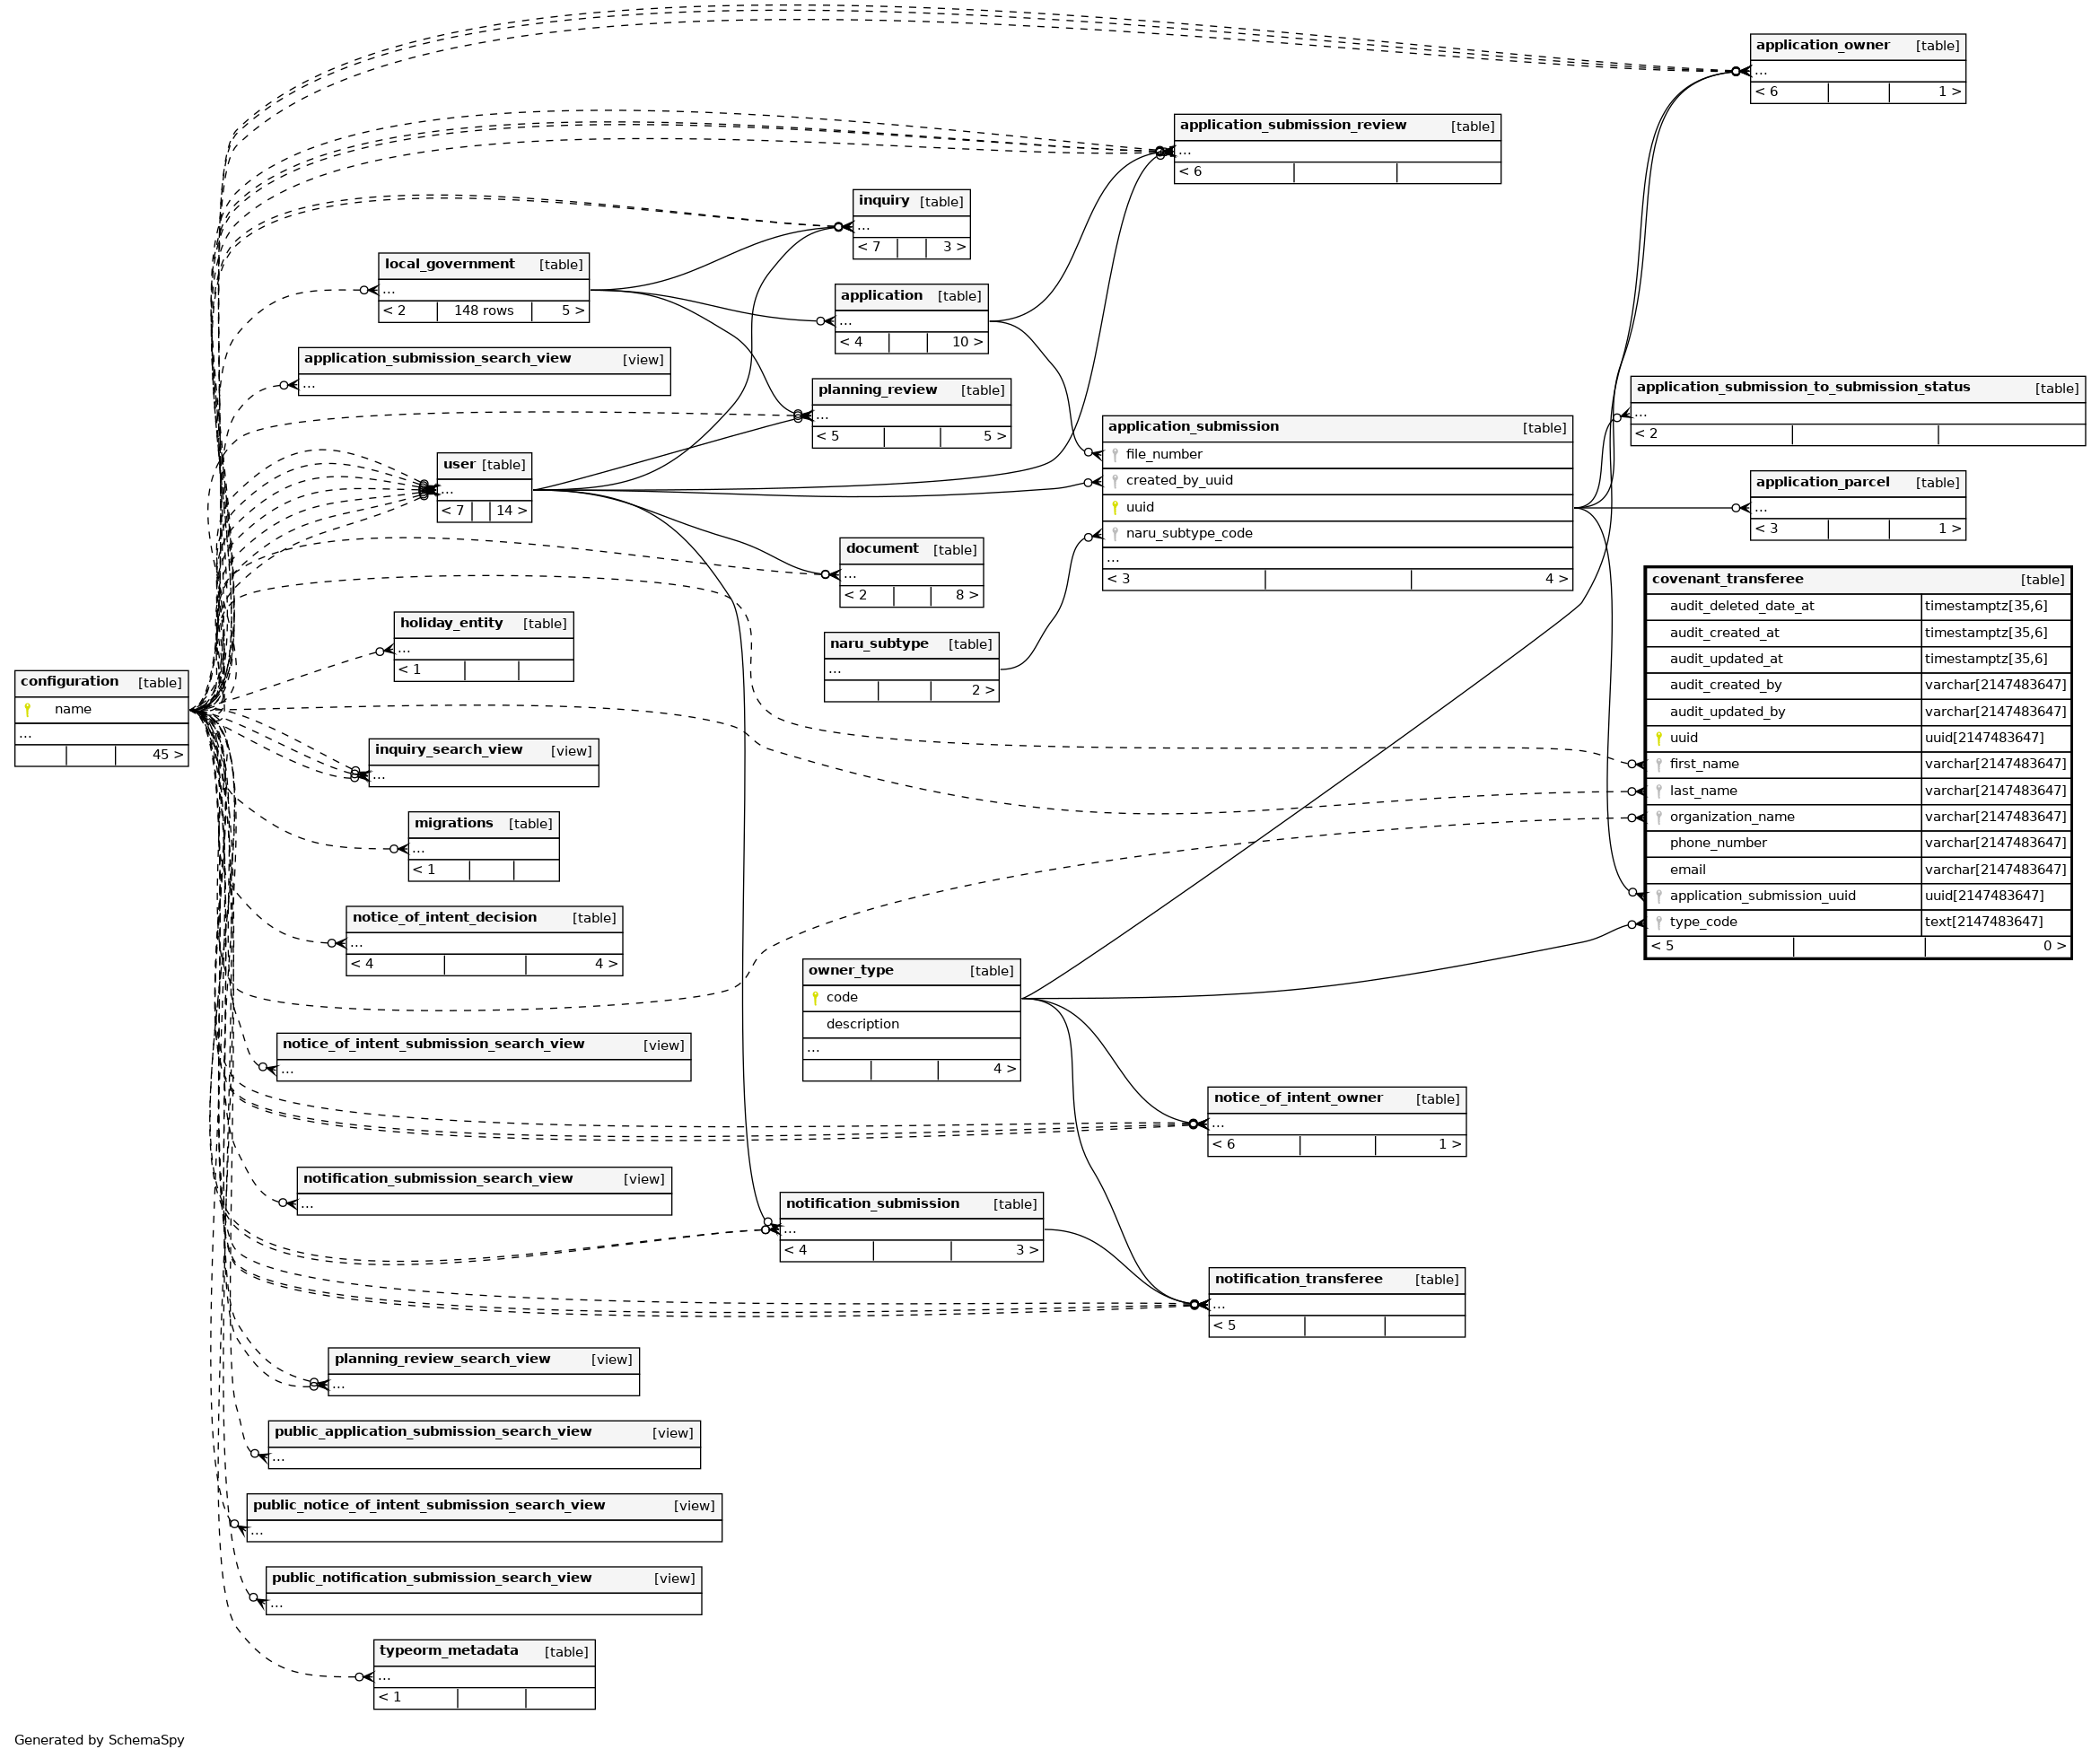 application_owner [table]
...
< 6 1 >
application_submission_review [table]
...
< 6
inquiry [table]
...
< 7 3 >
local_government [table]
...
< 2 148 rows 5 >
application [table]
...
< 4 10 >
application_submission_search_view [view]
...
planning_review [table]
...
< 5 5 >
application_submission_to_submission_status [table]
...
< 2
application_submission [table]
file_number
created_by_uuid
uuid
naru_subtype_code
...
< 3 4 >
user [table]
...
< 7 14 >
application_parcel [table]
...
< 3 1 >
document [table]
...
< 2 8 >
covenant_transferee [table]
audit_deleted_date_at timestamptz[35,6]
audit_created_at timestamptz[35,6]
audit_updated_at timestamptz[35,6]
audit_created_by varchar[2147483647]
audit_updated_by varchar[2147483647]
uuid uuid[2147483647]
first_name varchar[2147483647]
last_name varchar[2147483647]
organization_name varchar[2147483647]
phone_number varchar[2147483647]
email varchar[2147483647]
application_submission_uuid uuid[2147483647]
type_code text[2147483647]
< 5 0 >
holiday_entity [table]
...
< 1
naru_subtype [table]
...
2 >
configuration [table]
name
...
45 >
inquiry_search_view [view]
...
migrations [table]
...
< 1
notice_of_intent_decision [table]
...
< 4 4 >
owner_type [table]
code
description
...
4 >
notice_of_intent_submission_search_view [view]
...
notice_of_intent_owner [table]
...
< 6 1 >
notification_submission_search_view [view]
...
notification_submission [table]
...
< 4 3 >
notification_transferee [table]
...
< 5
planning_review_search_view [view]
...
public_application_submission_search_view [view]
...
public_notice_of_intent_submission_search_view [view]
...
public_notification_submission_search_view [view]
...
typeorm_metadata [table]
...
< 1
Generated by SchemaSpy